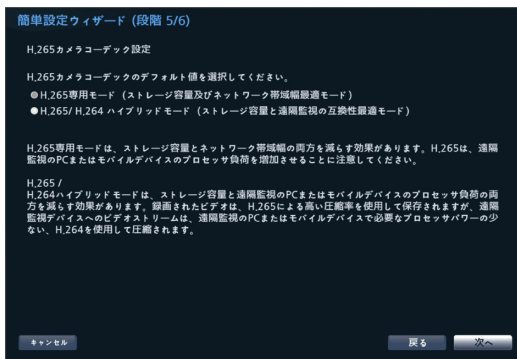 簡単設定ウィザード (段階 5/6)
H,265カメラコーデック設定
H,265カメラコーデックのデフォルト値を選択してください。
H,265専用モード (ストレージ容量及びネットワーク帯域幅最適モード)
H,265/ H,264 ハイブリッドモード (ストレージ容量と遠隔監視の互換性最適モード)
H,265専用モードは、ストレージ容量とネットワーク帯域幅の両方を減らす効果があります。H,265は、遠隔
監視のPCまたはモバイルデバイスのプロセッサ負荷を増加させることに注意してください。
H,265 /
H,264ハイブリッドモードは、ストレージ容量と遠隔監視のPCまたはモバイルデバイスのプロセッサ負荷の両
方を減らす効果があります。録画されたビデオは、H,265による高い圧縮率を使用して保存されますが、遠隔
監視デバイスへのビデオストリームは、遠隔監視のPCまたはモバイルデバイスで必要なプロセッサパワーの少
ない、H,264を使用して圧縮されます。
キャンセル 戻る 次へ